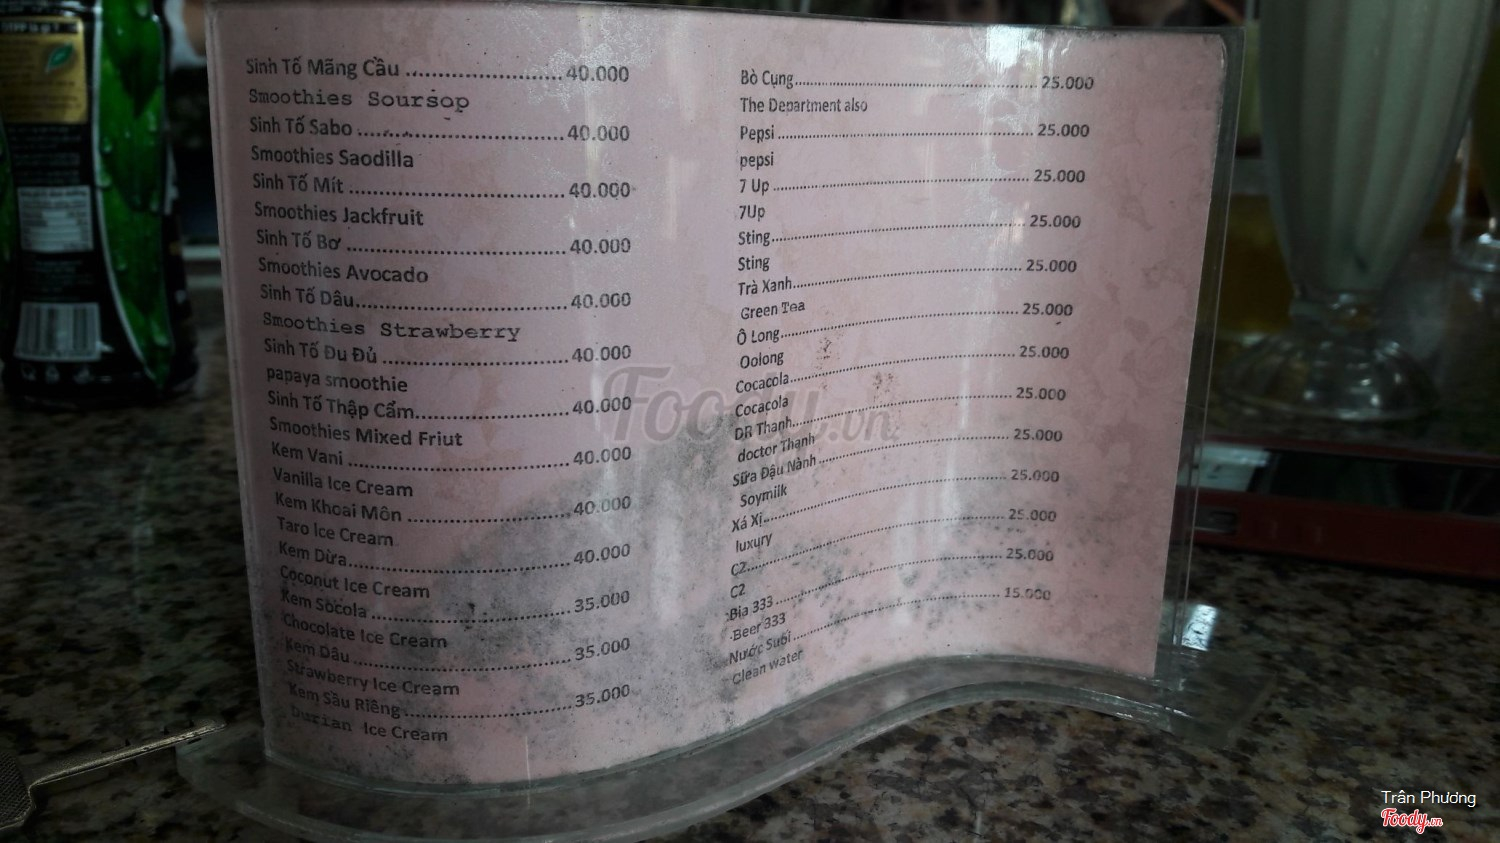 Sinh Tố Mãng Cầu ........................ 40.000
Smoothies Soursop
Sinh Tố Sabo ................................ 40.000
Smoothies Saodilla
Sinh Tố Mít .................................. 40.000
Smoothies Jackfruit
Sinh Tố Bơ ................................... 40.000
Smoothies Avocado
Sinh Tố Dâu.................................. 40.000
Smoothies Strawberry
Sinh Tố Đu Đủ .............................. 40.000
papaya smoothie
Sinh Tố Thập Cẩm......................... 40.000
Smoothies Mixed Friut
Kem Vani ..................................... 40.000
Vanilla Ice Cream
Kem Khoai Môn ........................... 40.000
Taro Ice Cream
Kem Dừa...................................... 40.000
Coconut Ice Cream
Kem Socola .................................. 35.000
Chocolate Ice Cream
Kem Dâu ...................................... 35.000
Strawberry Ice Cream
Kem Sầu Riêng ............................. 35.000
Durian Ice Cream
Bò Cụng........................................ 25.000
The Department also
Pepsi ............................................ 25.000
pepsi
7 Up ............................................. 25.000
7Up
Sting............................................. 25.000
Sting
Trà Xanh....................................... 25.000
Green Tea
Ô Long.......................................... 25.000
Oolong
Cocacola....................................... 25.000
Cocacola
DR Thanh...................................... 25.000
doctor Thanh
Sữa Đậu Nành ............................... 25.000
Soymilk
Xá Xị............................................. 25.000
luxury
C2................................................. 25.000
C2
Bia 333 ......................................... 25.000
Beer 333
Nước Suối ..................................... 15.000
Clean water
Foody.vn
Trân Phương
Foody.vn